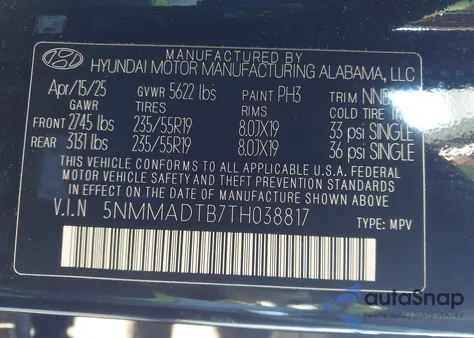 MANUFACTURED BY
HYUNDAI MOTOR MANUFACTURING ALABAMA, LLC
Apr/15/25 GVWR 5622 lbs PAINT PH3 TRIM NNB
GAWR TIRES RIMS COLD TIRE
FRONT 2745 lbs 235/55R19 8.0JX19 33 psi SINGLE
REAR 3131 lbs 235/55R19 8.0JX19 36 psi SINGLE
THIS VEHICLE CONFORMS TO ALL APPLICABLE U.S.A. FEDERAL
MOTOR VEHICLE SAFETY AND THEFT PREVENTION STANDARDS
IN EFFECT ON THE DATE OF MANUFACTURE SHOWN ABOVE.
V.I.N 5NMMADTB7TH038817 TYPE: MPV
autoSnap